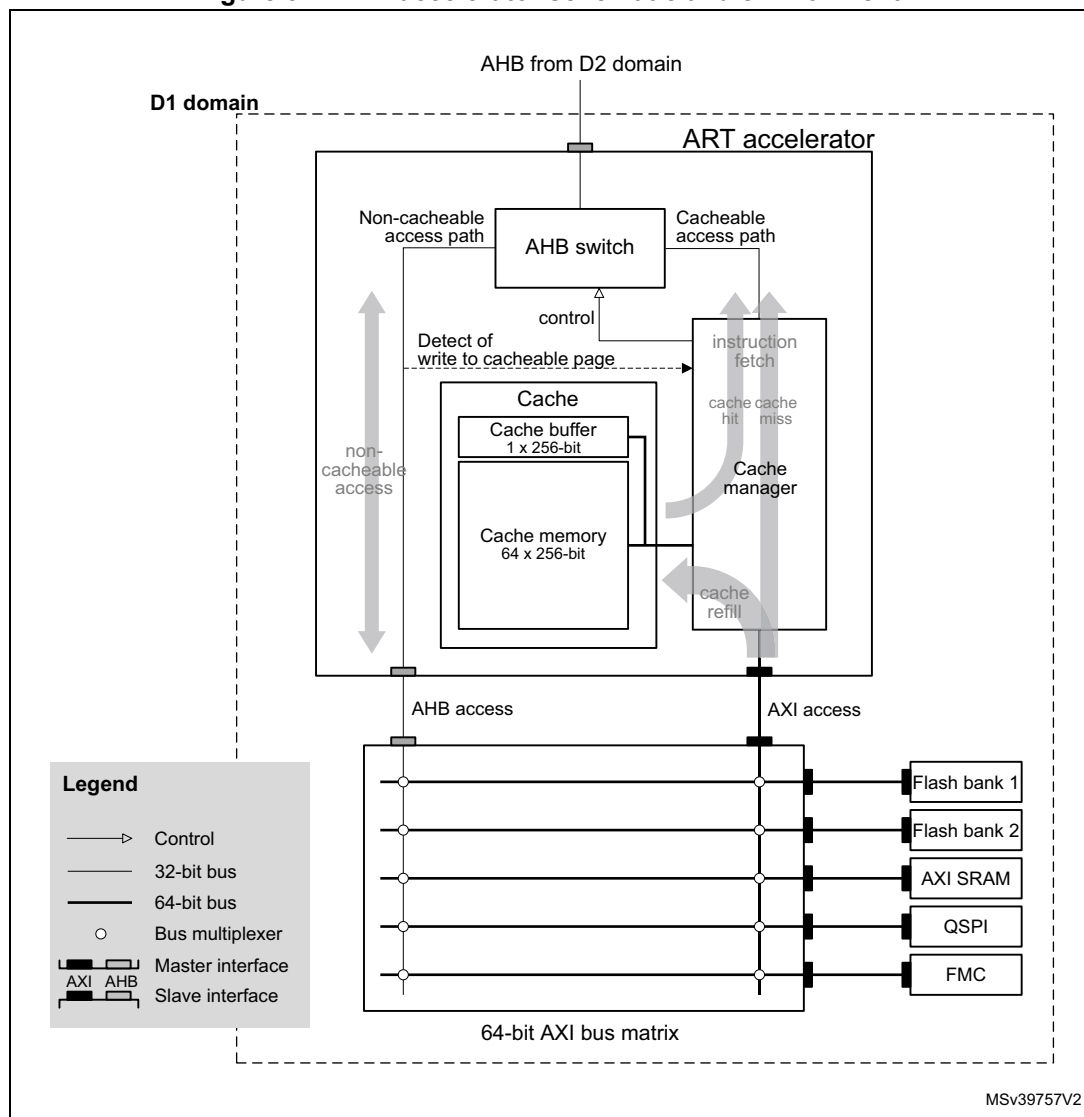 AHB from D2 domain
D1 domain
ART accelerator
Non-cacheable
access path
Cacheable
access path
AHB switch
control
Detect of
write to cacheable page
instruction
fetch
Cache
Cache buffer
1 x 256-bit
cache
hit
cache
miss
non-
cacheable
access
Cache
manager
Cache memory
64 x 256-bit
cache
refill
AHB access
AXI access
Legend
Control
32-bit bus
64-bit bus
Bus multiplexer
Master interface
AXI AHB
Slave interface
Flash bank 1
Flash bank 2
AXI SRAM
QSPI
FMC
64-bit AXI bus matrix
MSv39757V2